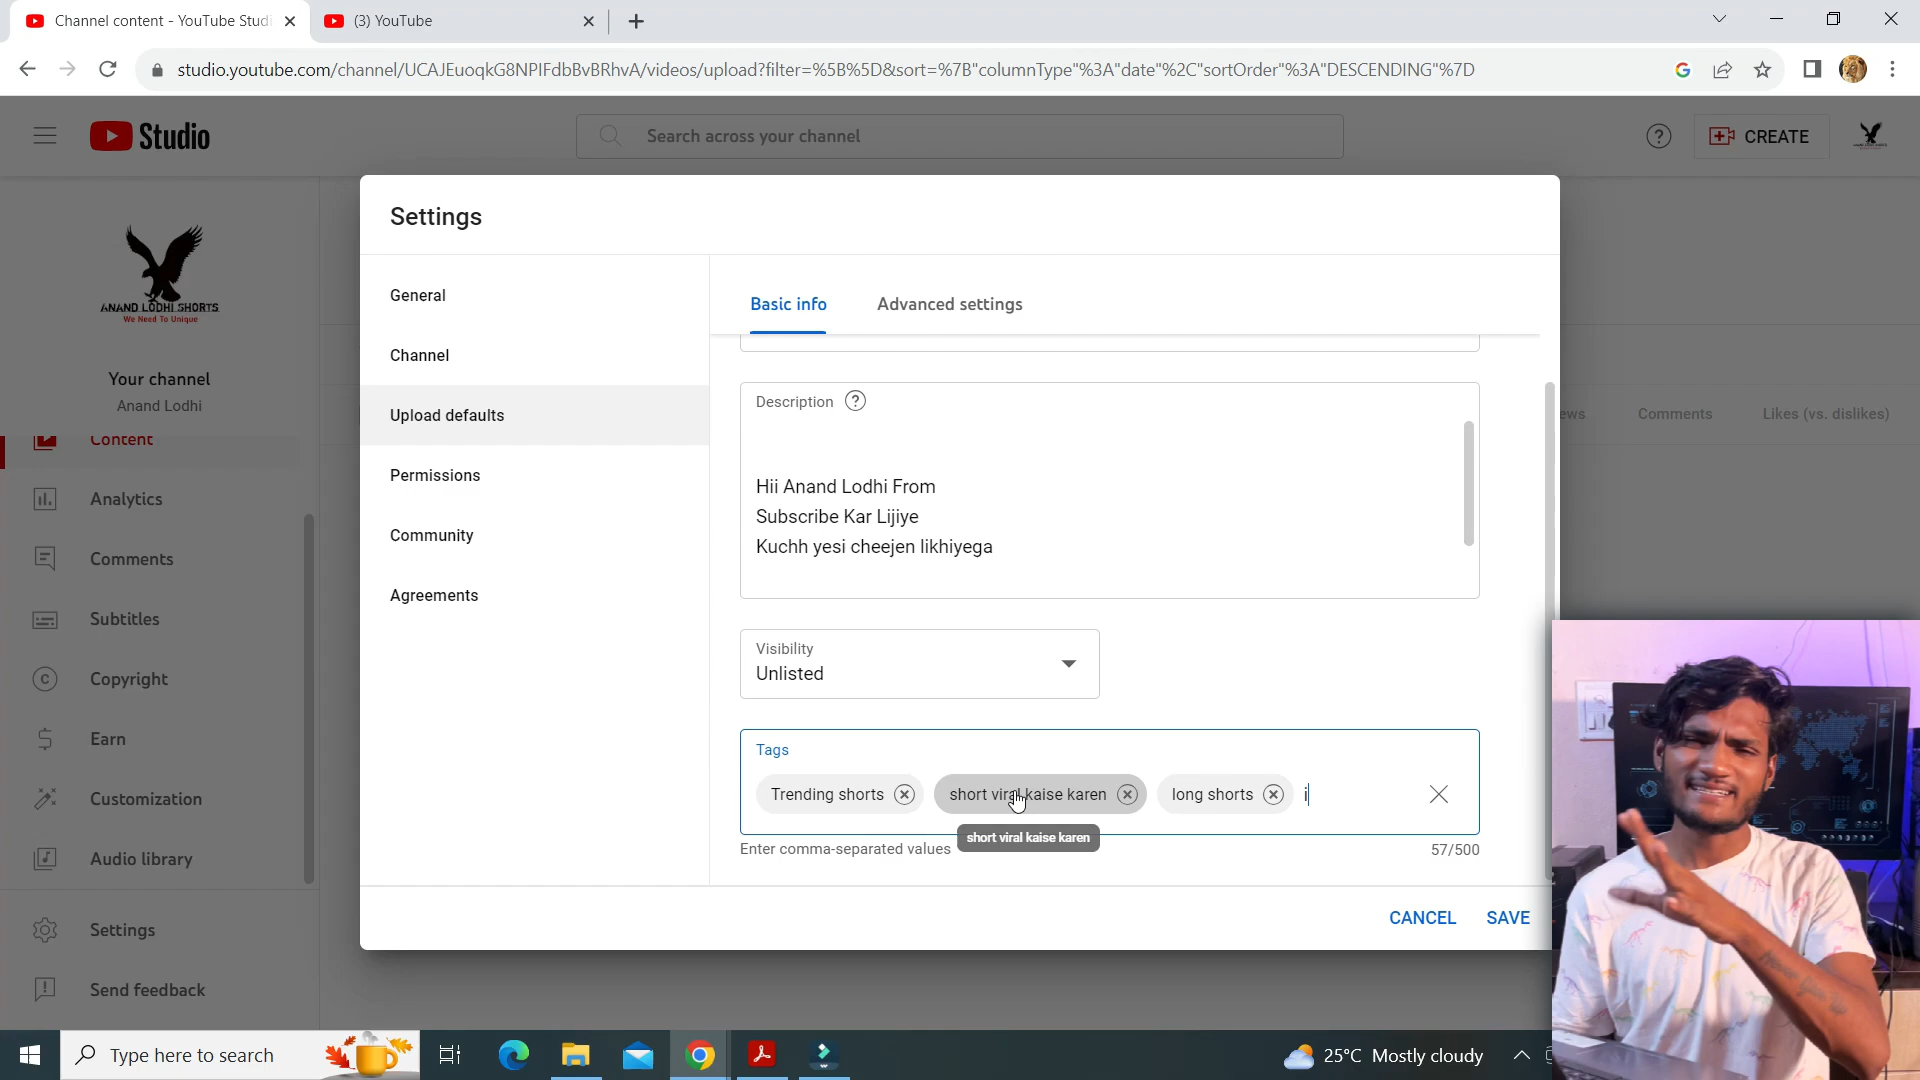 Channel content - YouTube Studi
(3) YouTube
studio.youtube.com/channel/UCAJEuoqkG8NPIFdbBvBRhvA/videos/upload?filter=%5B%5D&sort=%7B"columnType"%3A"date"%2C"sortOrder"%3A"DESCENDING"%7D
Studio
Search across your channel
CREATE
ANAND LODHI SHORTS
We Need To Unique
Your channel
Anand Lodhi
Content
Analytics
Comments
Subtitles
Copyright
Earn
Customization
Audio library
Settings
Send feedback
Settings
General
Channel
Upload defaults
Permissions
Community
Agreements
Basic info
Advanced settings
Description
Hii Anand Lodhi From
Subscribe Kar Lijiye
Kuchh yesi cheejen likhiyega
Visibility
Unlisted
Tags
Trending shorts
short viral kaise karen
long shorts
i
short viral kaise karen
Enter comma-separated values
57/500
CANCEL
SAVE
Comments
Likes (vs. dislikes)
Type here to search
25°C Mostly cloudy